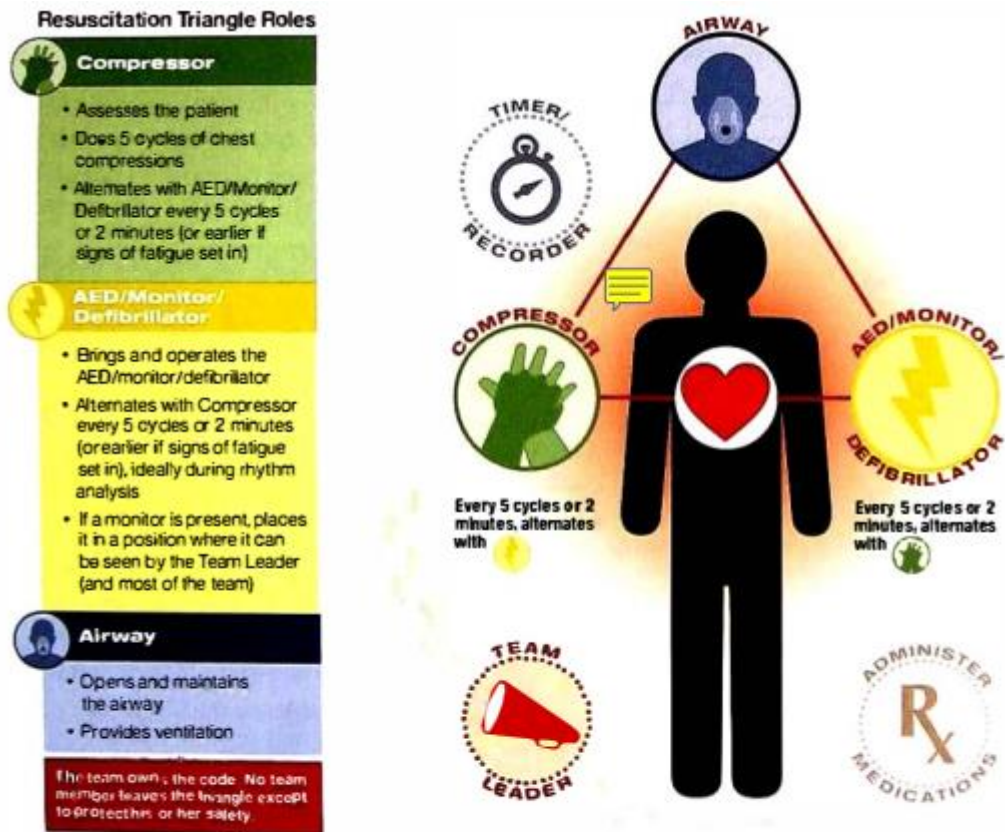 Resuscitation Triangle Roles
Compressor
• Assesses the patient
• Does 5 cycles of chest
compressions
• Alternates with AED/Monitor/
Defibrillator every 5 cycles
or 2 minutes (or earlier if
signs of fatigue set in)
AED/Monitor/
Defibrillator
• Brings and operates the
AED/monitor/defibrillator
• Alternates with Compressor
every 5 cycles or 2 minutes
(or earlier if signs of fatigue
set in), ideally during rhythm
analysis
• If a monitor is present, places
it in a position where it can
be seen by the Team Leader
(and most of the team)
Airway
• Opens and maintains
the airway
• Provides ventilation
The team owns the code. No team
member leaves the triangle except
to protect his or her safety.
AIRWAY
TIMER/
RECORDER
COMPRESSOR
AED/MONITOR/
DEFIBRILLATOR
Every 5 cycles or 2
minutes, alternates
with
Every 5 cycles or 2
minutes, alternates
with
TEAM
LEADER
ADMINISTER
Rx
MEDICATIONS